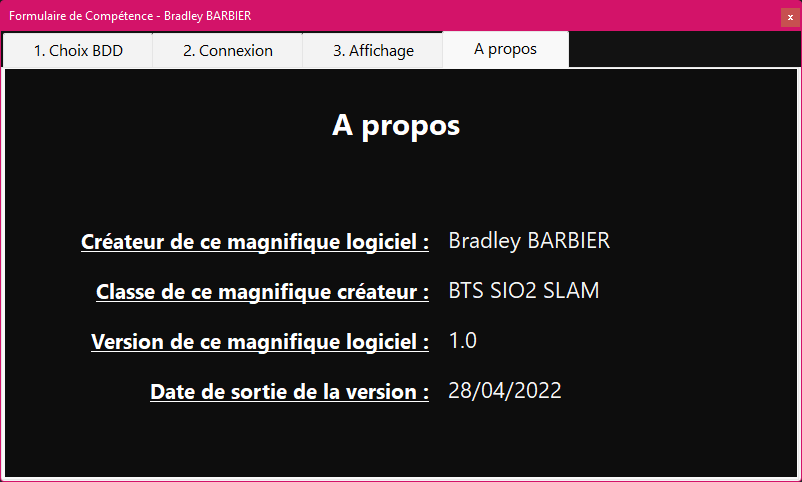 Formulaire de Compétence - Bradley BARBIER x
1. Choix BDD 2. Connexion 3. Affichage A propos
A propos
Créateur de ce magnifique logiciel : Bradley BARBIER
Classe de ce magnifique créateur : BTS SIO2 SLAM
Version de ce magnifique logiciel : 1.0
Date de sortie de la version : 28/04/2022